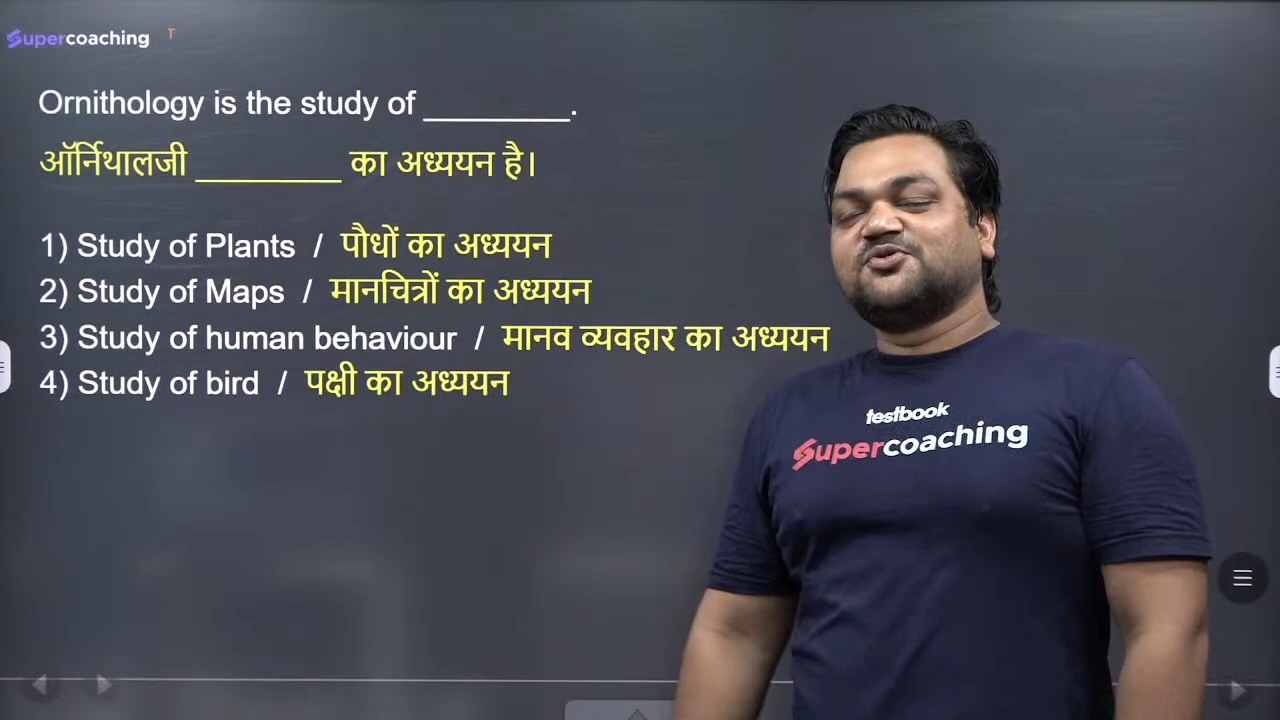 Supercoaching
Ornithology is the study of _________.
ऑर्निथालजी _________ का अध्ययन है।
1) Study of Plants / पौधों का अध्ययन
2) Study of Maps / मानचित्रों का अध्ययन
3) Study of human behaviour / मानव व्यवहार का अध्ययन
4) Study of bird / पक्षी का अध्ययन
testbook
Supercoaching